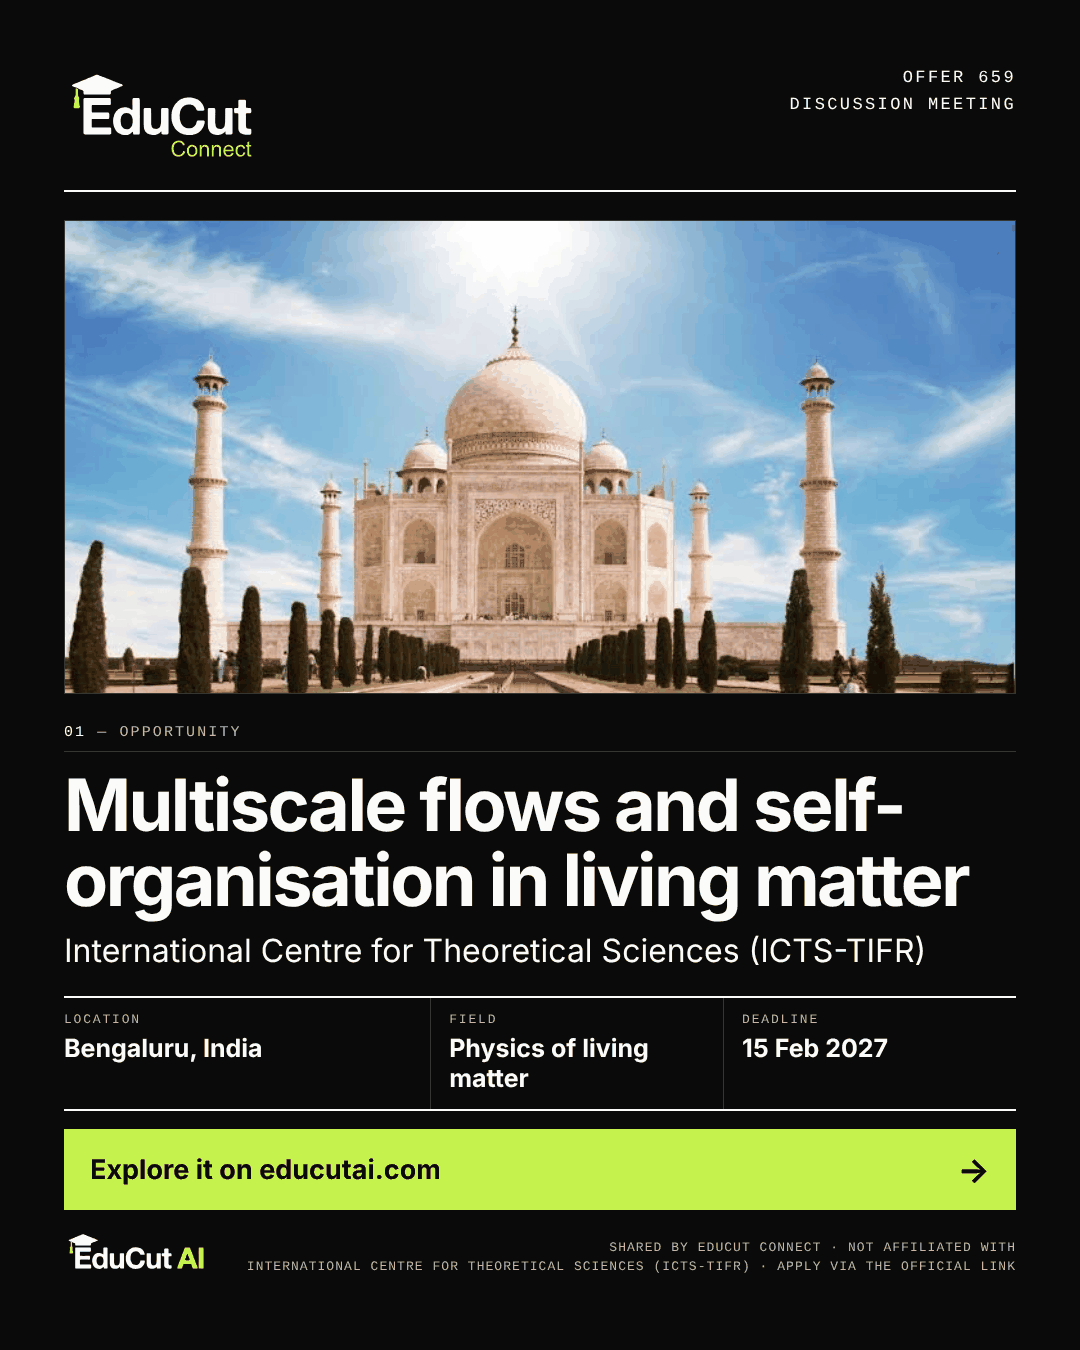 EduCut
Connect
OFFER 659
DISCUSSION MEETING
01 — OPPORTUNITY
Multiscale flows and self-
organisation in living matter
International Centre for Theoretical Sciences (ICTS-TIFR)
LOCATION
Bengaluru, India
FIELD
Physics of living
matter
DEADLINE
15 Feb 2027
Explore it on educutai.com →
EduCut AI
SHARED BY EDUCUT CONNECT · NOT AFFILIATED WITH
INTERNATIONAL CENTRE FOR THEORETICAL SCIENCES (ICTS-TIFR) · APPLY VIA THE OFFICIAL LINK